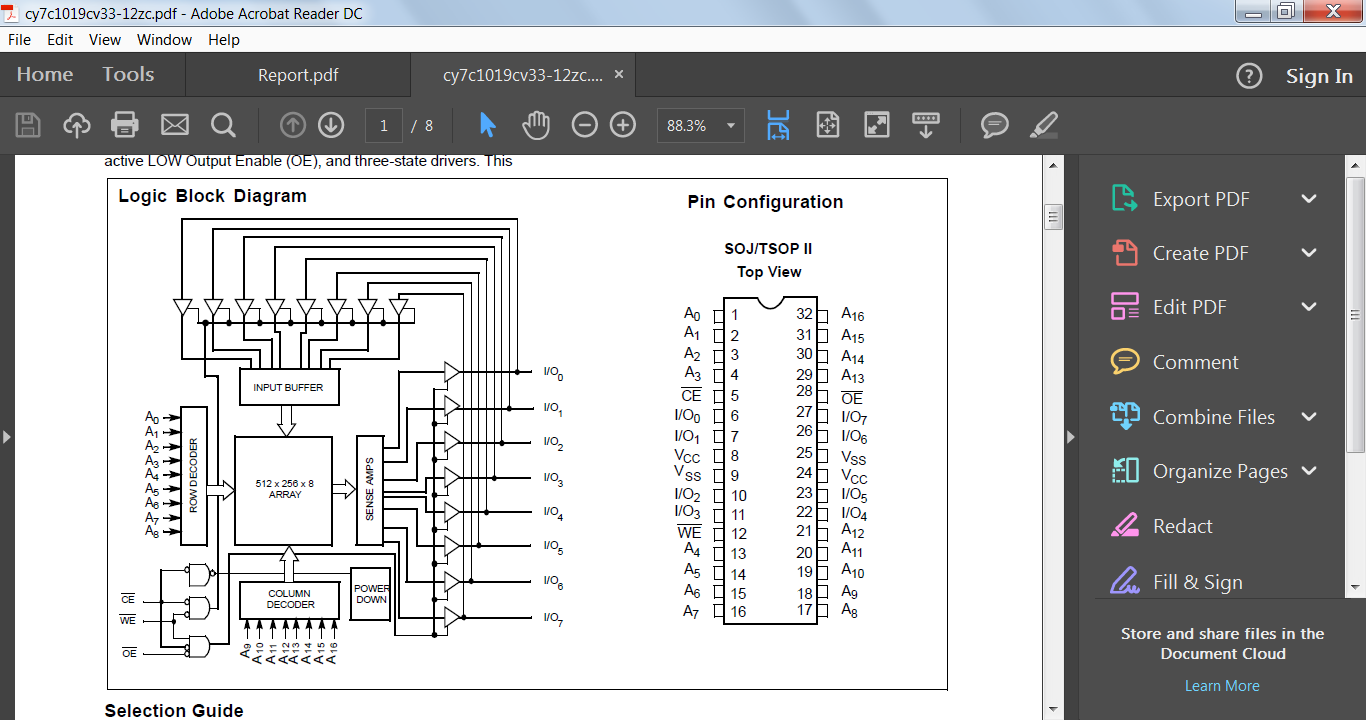 cy7c1019cv33-12zc.pdf - Adobe Acrobat Reader DC
File Edit View Window Help
Home Tools Report.pdf cy7c1019cv33-12zc.... × ? Sign In
1 / 8 88.3%
active LOW Output Enable (OE), and three-state drivers. This
Logic Block Diagram
INPUT BUFFER
A0
A1
A2
A3
A4
A5
A6
A7
A8
ROW DECODER
512 x 256 x 8
ARRAY
SENSE AMPS
I/O0
I/O1
I/O2
I/O3
I/O4
I/O5
I/O6
I/O7
COLUMN
DECODER
POWER
DOWN
C̅E̅
W̅E̅
O̅E̅
A9 A10 A11 A12 A13 A14 A15 A16
Pin Configuration
SOJ/TSOP II
Top View
A0 1 32 A16
A1 2 31 A15
A2 3 30 A14
A3 4 29 A13
C̅E̅ 5 28 O̅E̅
I/O0 6 27 I/O7
I/O1 7 26 I/O6
VCC 8 25 VSS
VSS 9 24 VCC
I/O2 10 23 I/O5
I/O3 11 22 I/O4
W̅E̅ 12 21 A12
A4 13 20 A11
A5 14 19 A10
A6 15 18 A9
A7 16 17 A8
Selection Guide
Export PDF
Create PDF
Edit PDF
Comment
Combine Files
Organize Pages
Redact
Fill & Sign
Store and share files in the
Document Cloud
Learn More